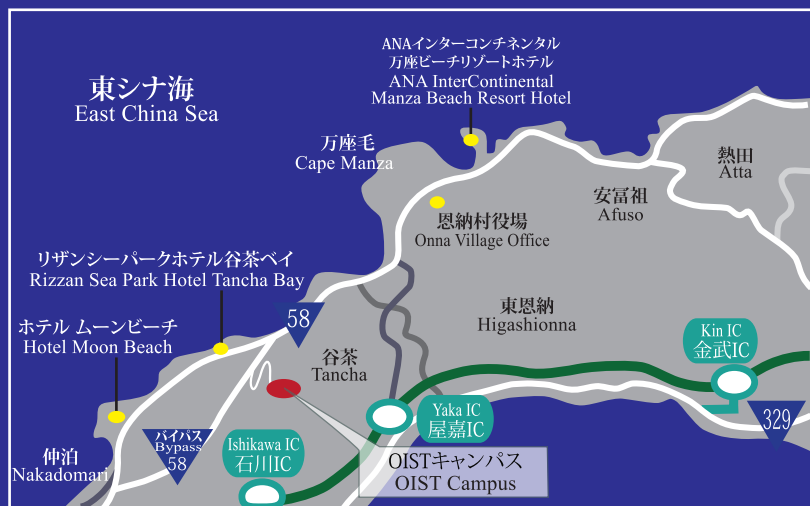 東シナ海
East China Sea
ANAインターコンチネンタル
万座ビーチリゾートホテル
ANA InterContinental
Manza Beach Resort Hotel
万座毛
Cape Manza
熱田
Atta
安冨祖
Afuso
恩納村役場
Onna Village Office
リザンシーパークホテル谷茶ベイ
Rizzan Sea Park Hotel Tancha Bay
東恩納
Higashionna
58
ホテル ムーンビーチ
Hotel Moon Beach
谷茶
Tancha
Kin IC
金武IC
Yaka IC
屋嘉IC
329
仲泊
Nakadomari
バイパス
Bypass
58
Ishikawa IC
石川IC
OISTキャンパス
OIST Campus